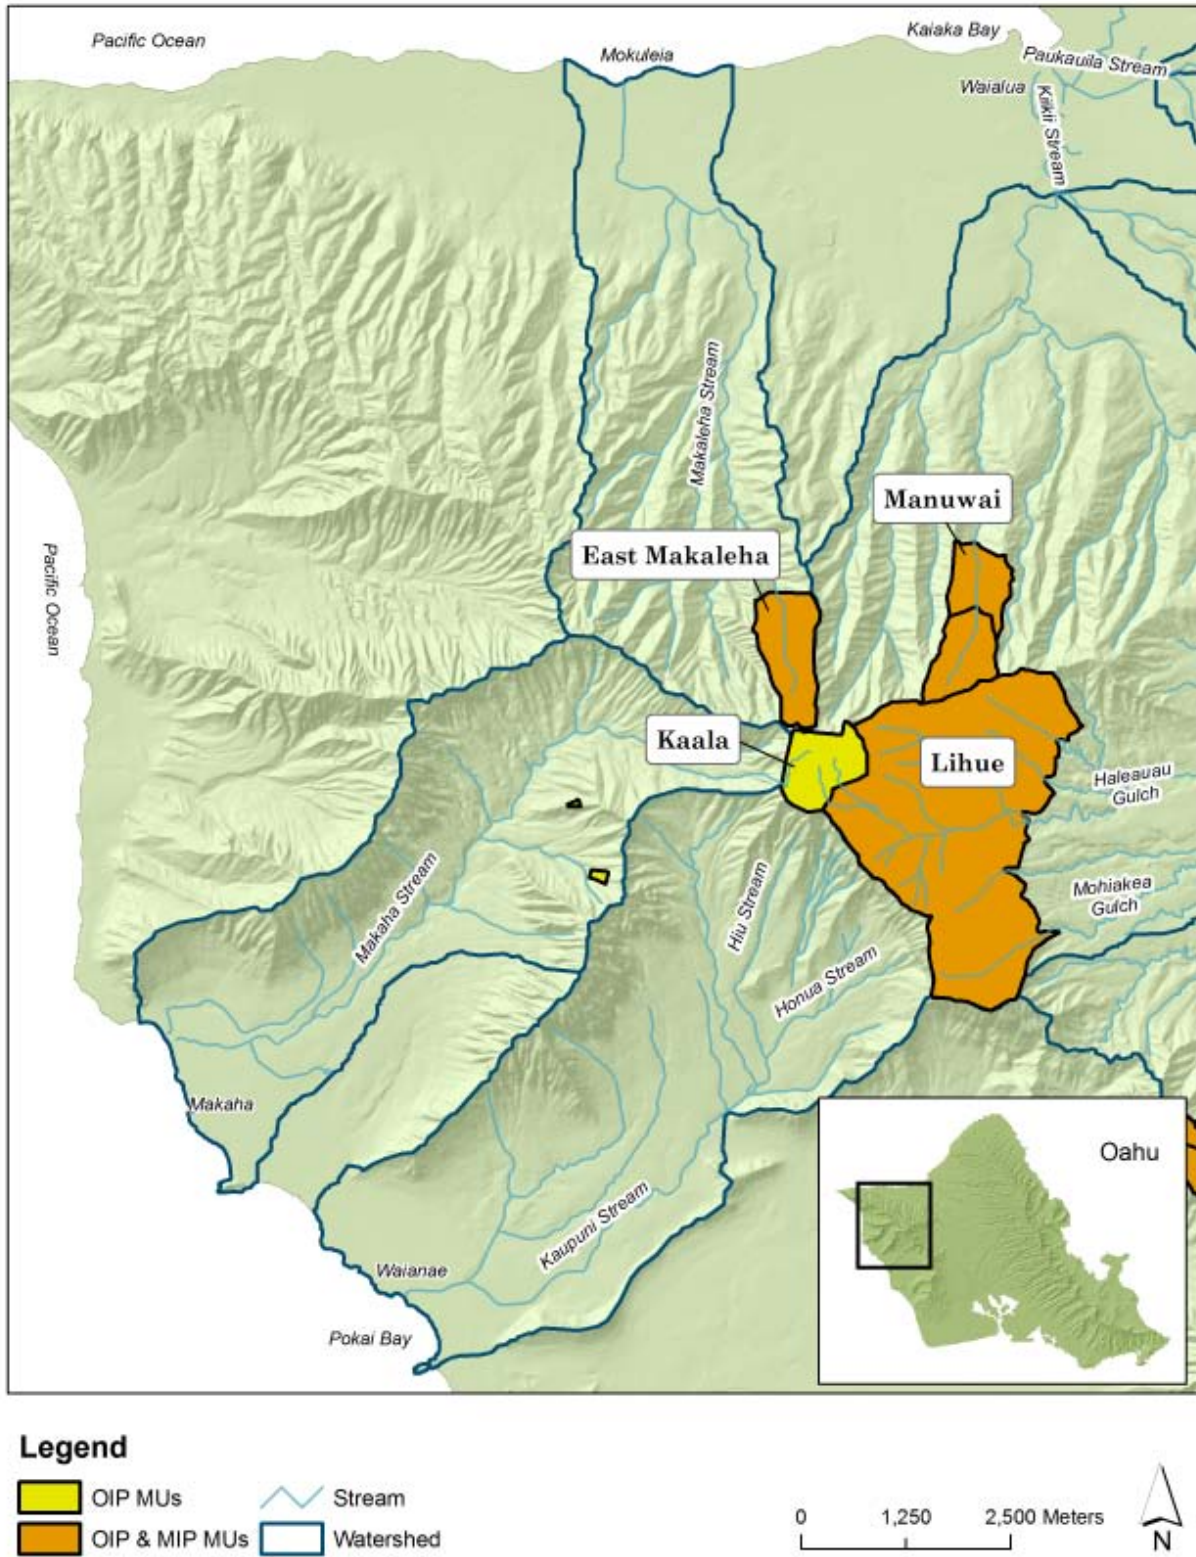 Pacific Ocean
Mokuleia
Kaiaka Bay
Paukauila Stream
Waialua
Kiikii Stream
Makaleha Stream
Manuwai
East Makaleha
Pacific Ocean
Kaala
Lihue
Haleauau
Gulch
Mohiakea
Gulch
Makaha Stream
Hiu Stream
Honua Stream
Makaha
Oahu
Kaupuni Stream
Waianae
Pokai Bay
Legend
OIP MUs
Stream
OIP & MIP MUs
Watershed
0 1,250 2,500 Meters
N